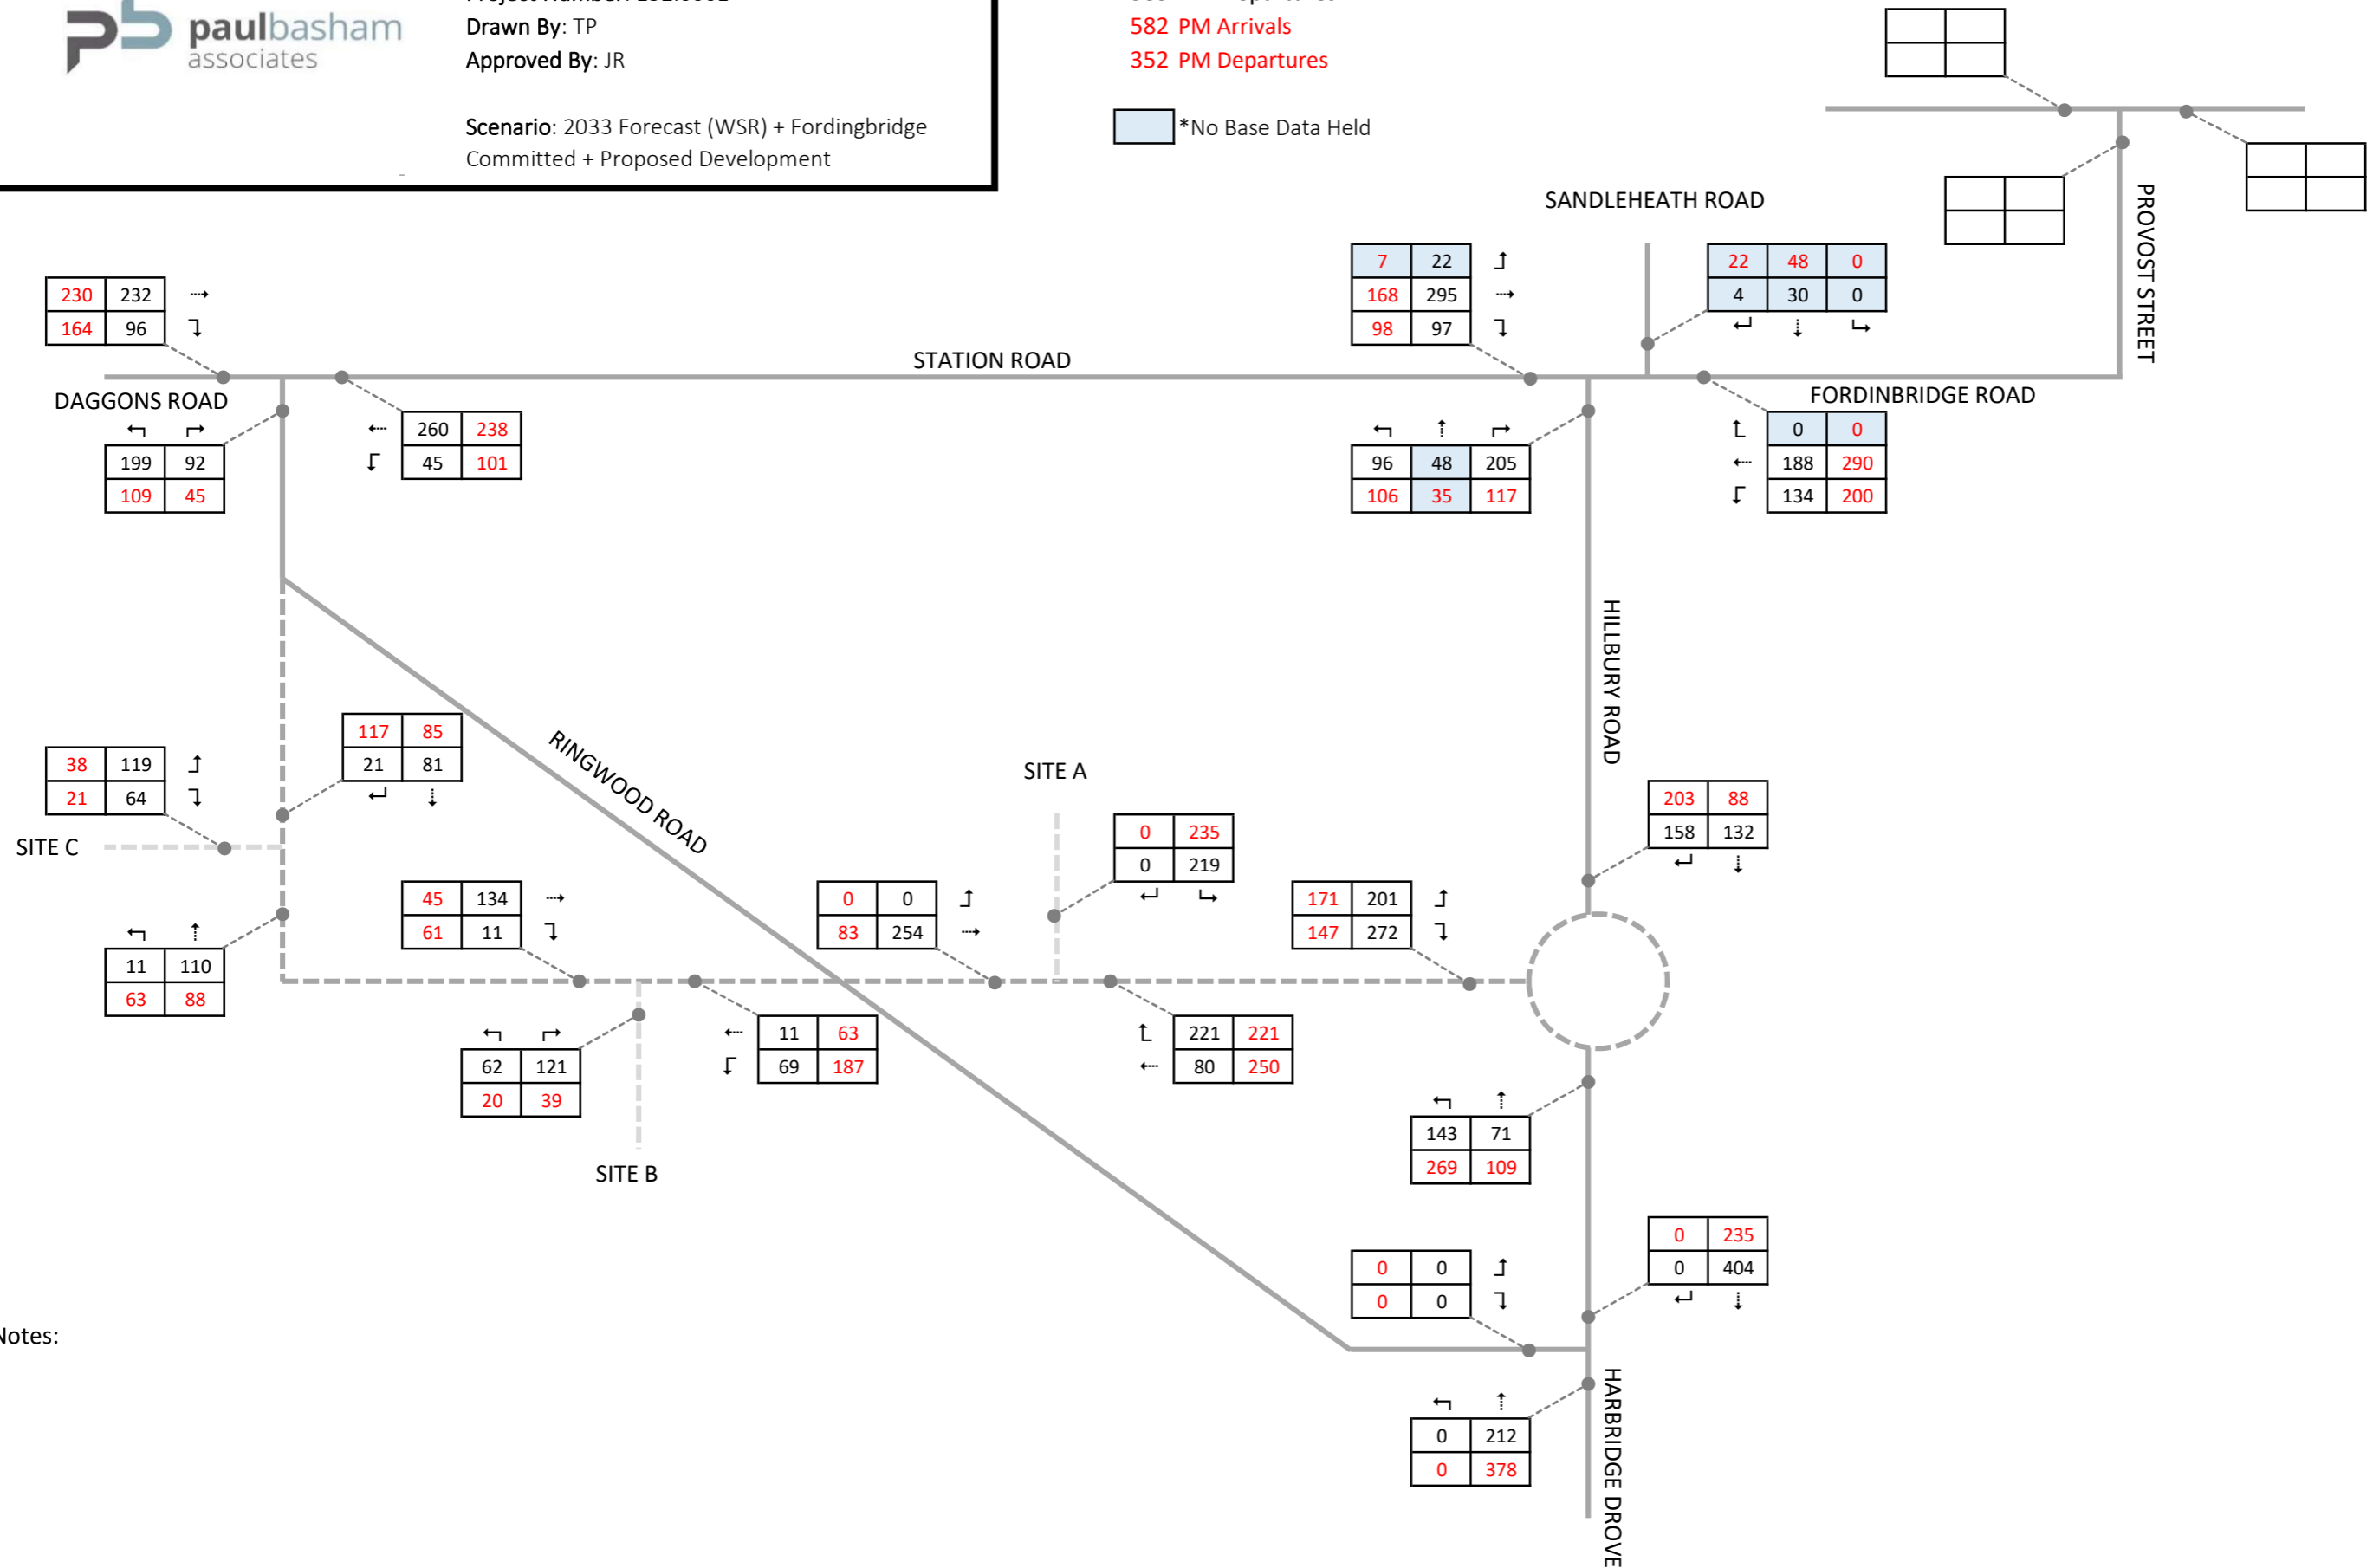 paulbasham
associates
Drawn By: TP
Approved By: JR
Scenario: 2033 Forecast (WSR) + Fordingbridge
Committed + Proposed Development
582 PM Arrivals
352 PM Departures
*No Base Data Held
SANDLEHEATH ROAD
PROVOST STREET
7 22
168 295
98 97
22 48 0
4 30 0
230 232
164 96
STATION ROAD
DAGGONS ROAD
FORDINBRIDGE ROAD
199 92
109 45
260 238
45 101
96 48 205
106 35 117
0 0
188 290
134 200
HILLBURY ROAD
RINGWOOD ROAD
117 85
21 81
38 119
21 64
SITE C
SITE A
0 235
0 219
203 88
158 132
11 110
63 88
45 134
61 11
0 0
83 254
171 201
147 272
62 121
20 39
11 63
69 187
221 221
80 250
SITE B
143 71
269 109
0 235
0 404
0 0
0 0
Notes:
0 212
0 378
HARBRIDGE DROVE